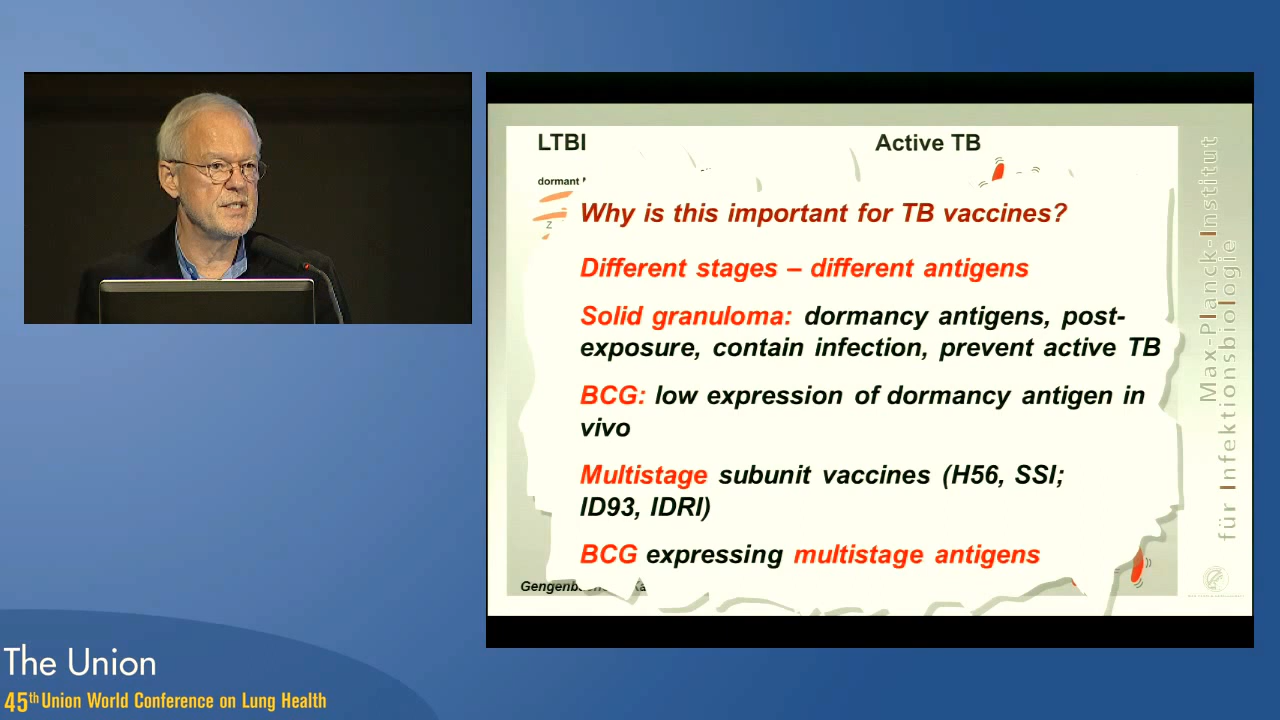 LTBI
Active TB
dormant
z
Why is this important for TB vaccines?
Different stages – different antigens
Solid granuloma: dormancy antigens, post-
exposure, contain infection, prevent active TB
BCG: low expression of dormancy antigen in
vivo
Multistage subunit vaccines (H56, SSI;
ID93, IDRI)
BCG expressing multistage antigens
Max-Planck-Institut
für Infektionsbiologie
The Union
45th Union World Conference on Lung Health